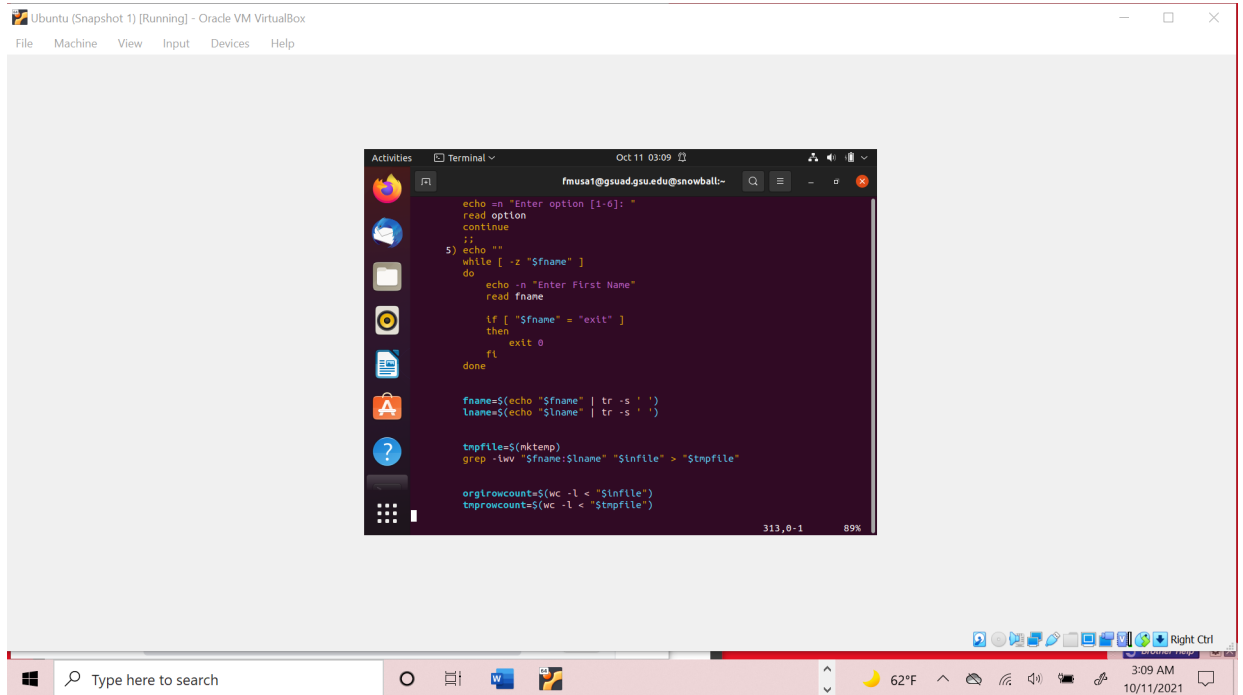 Ubuntu (Snapshot 1) [Running] - Oracle VM VirtualBox
File Machine View Input Devices Help
Activities Terminal Oct 11 03:09
fmusa1@gsuad.gsu.edu@snowball:~
echo =n "Enter option [1-6]: "
read option
continue
;;
5) echo ""
while [ -z "$fname" ]
do
echo -n "Enter First Name"
read fname
if [ "$fname" = "exit" ]
then
exit 0
fi
done
fname=$(echo "$fname" | tr -s ' ')
lname=$(echo "$lname" | tr -s ' ')
tmpfile=$(mktemp)
grep -iwv "$fname:$lname" "$infile" > "$tmpfile"
orgirowcount=$(wc -l < "$infile")
tmprowcount=$(wc -l < "$tmpfile")
313,0-1 89%
Right Ctrl
Brother Help
Type here to search
62°F
3:09 AM
10/11/2021